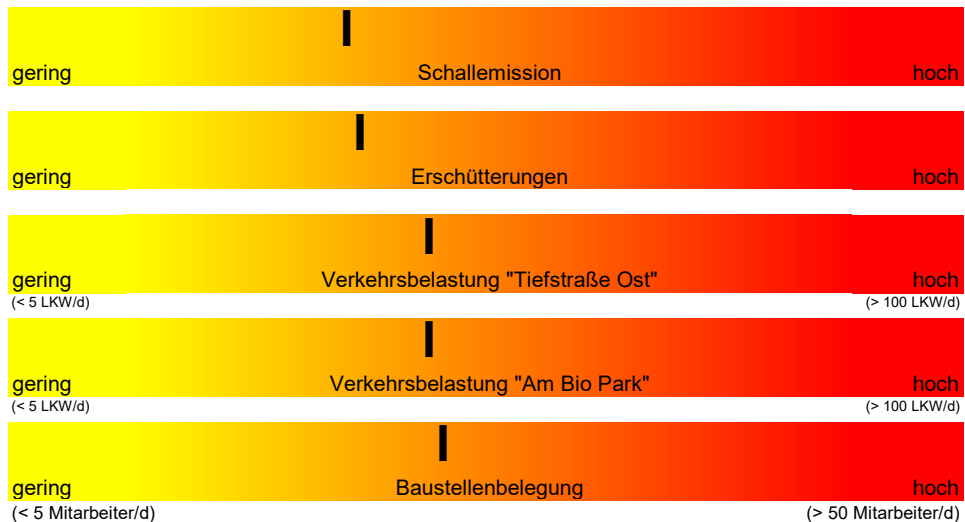 gering Schallemission hoch
gering Erschütterungen hoch
gering Verkehrsbelastung "Tiefstraße Ost" hoch
(< 5 LKW/d) (> 100 LKW/d)
gering Verkehrsbelastung "Am Bio Park" hoch
(< 5 LKW/d) (> 100 LKW/d)
gering Baustellenbelegung hoch
(< 5 Mitarbeiter/d) (> 50 Mitarbeiter/d)